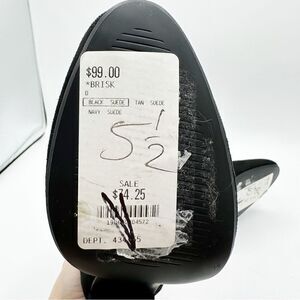 $99.00
*BRISK
0
BLACK SUEDE TAN SUEDE
NAVY SUEDE
5 1/2
SALE
$74.25
DEPT.